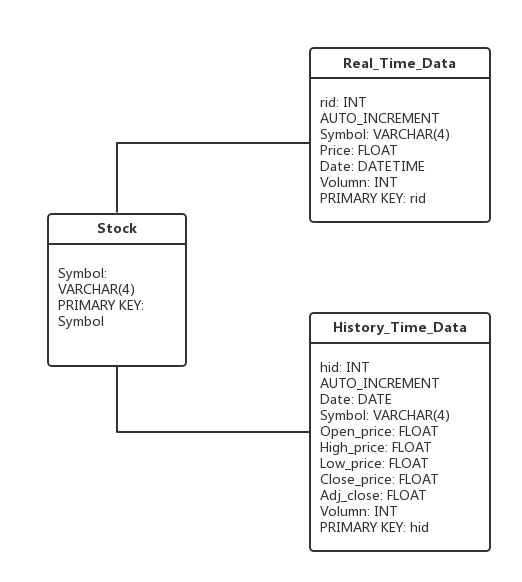 Real_Time_Data
rid: INT
AUTO_INCREMENT
Symbol: VARCHAR(4)
Price: FLOAT
Date: DATETIME
Volumn: INT
PRIMARY KEY: rid
Stock
Symbol:
VARCHAR(4)
PRIMARY KEY:
Symbol
History_Time_Data
hid: INT
AUTO_INCREMENT
Date: DATE
Symbol: VARCHAR(4)
Open_price: FLOAT
High_price: FLOAT
Low_price: FLOAT
Close_price: FLOAT
Adj_close: FLOAT
Volumn: INT
PRIMARY KEY: hid